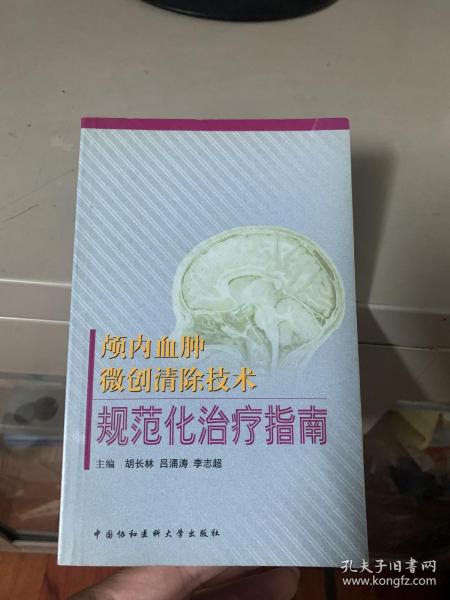 颅内血肿
微创清除技术
规范化治疗指南
主编 胡长林 吕涌涛 李志超
中国协和医科大学出版社
孔夫子旧书网
www.kongfz.com